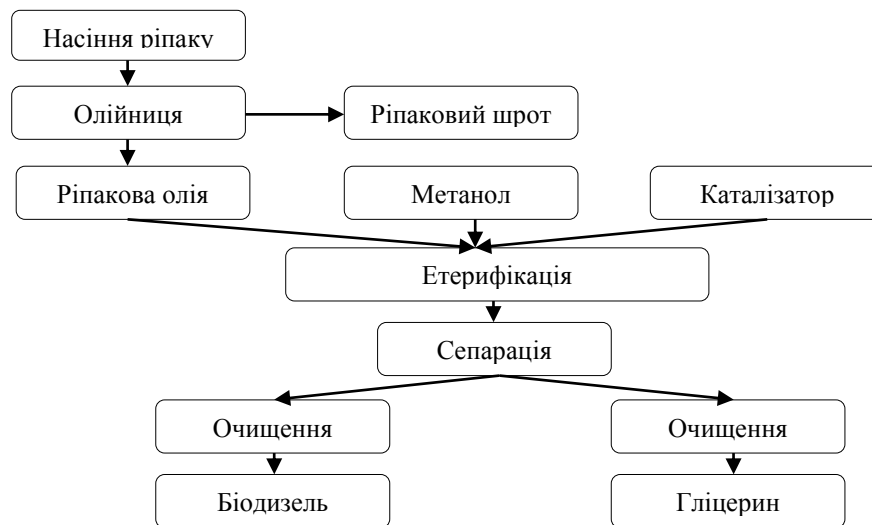 Насіння ріпаку
Олійниця
Ріпаковий шрот
Ріпакова олія
Метанол
Каталізатор
Етерифікація
Сепарація
Очищення
Очищення
Біодизель
Гліцерин